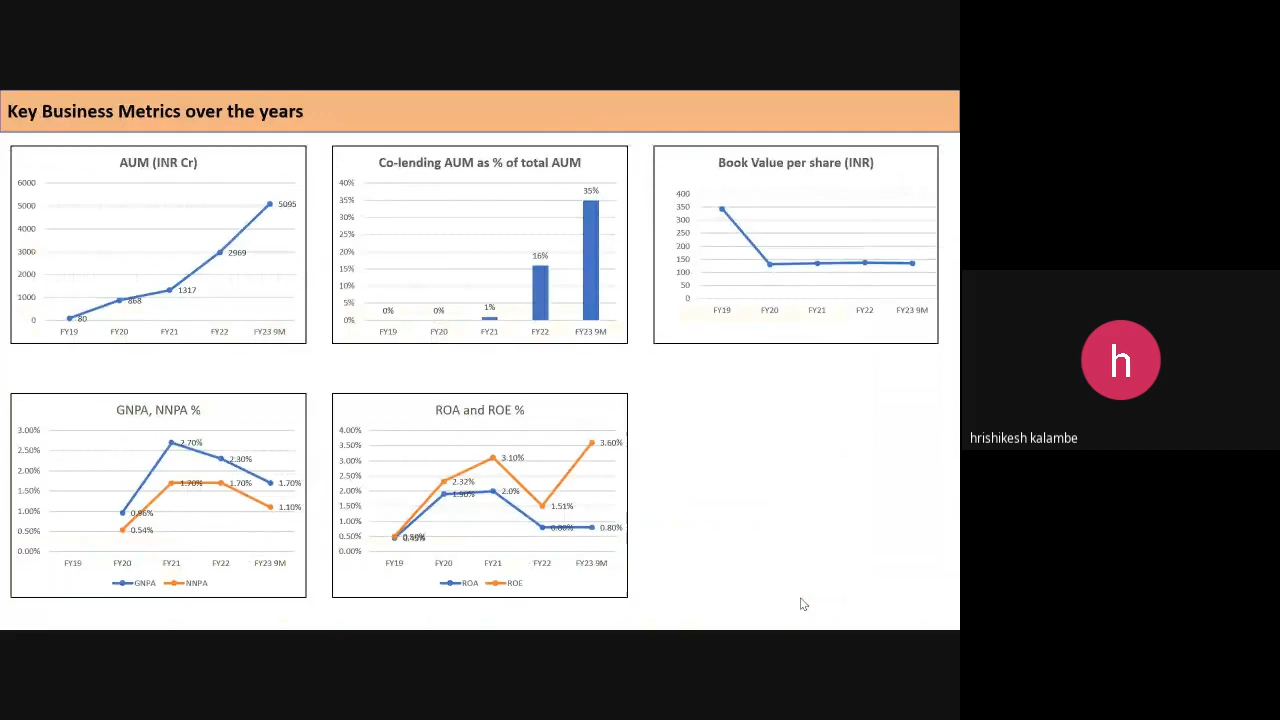 Key Business Metrics over the years
AUM (INR Cr)
6000
5000
4000
3000
2000
1000
0
80
868
1317
2969
5095
FY19 FY20 FY21 FY22 FY23 9M
Co-lending AUM as % of total AUM
40%
35%
30%
25%
20%
15%
10%
5%
0%
0% 0% 1% 16% 35%
FY19 FY20 FY21 FY22 FY23 9M
Book Value per share (INR)
400
350
300
250
200
150
100
50
0
FY19 FY20 FY21 FY22 FY23 9M
GNPA, NNPA %
3.00%
2.50%
2.00%
1.50%
1.00%
0.50%
0.00%
0.96% 2.70% 2.30% 1.70%
0.54% 1.70% 1.70% 1.10%
FY19 FY20 FY21 FY22 FY23 9M
GNPA NNPA
ROA and ROE %
4.00%
3.50%
3.00%
2.50%
2.00%
1.50%
1.00%
0.50%
0.00%
2.32% 3.10% 1.51% 3.60%
1.90% 2.0% 0.80% 0.80%
FY19 FY20 FY21 FY22 FY23 9M
ROA ROE
h
hrishikesh kalambe